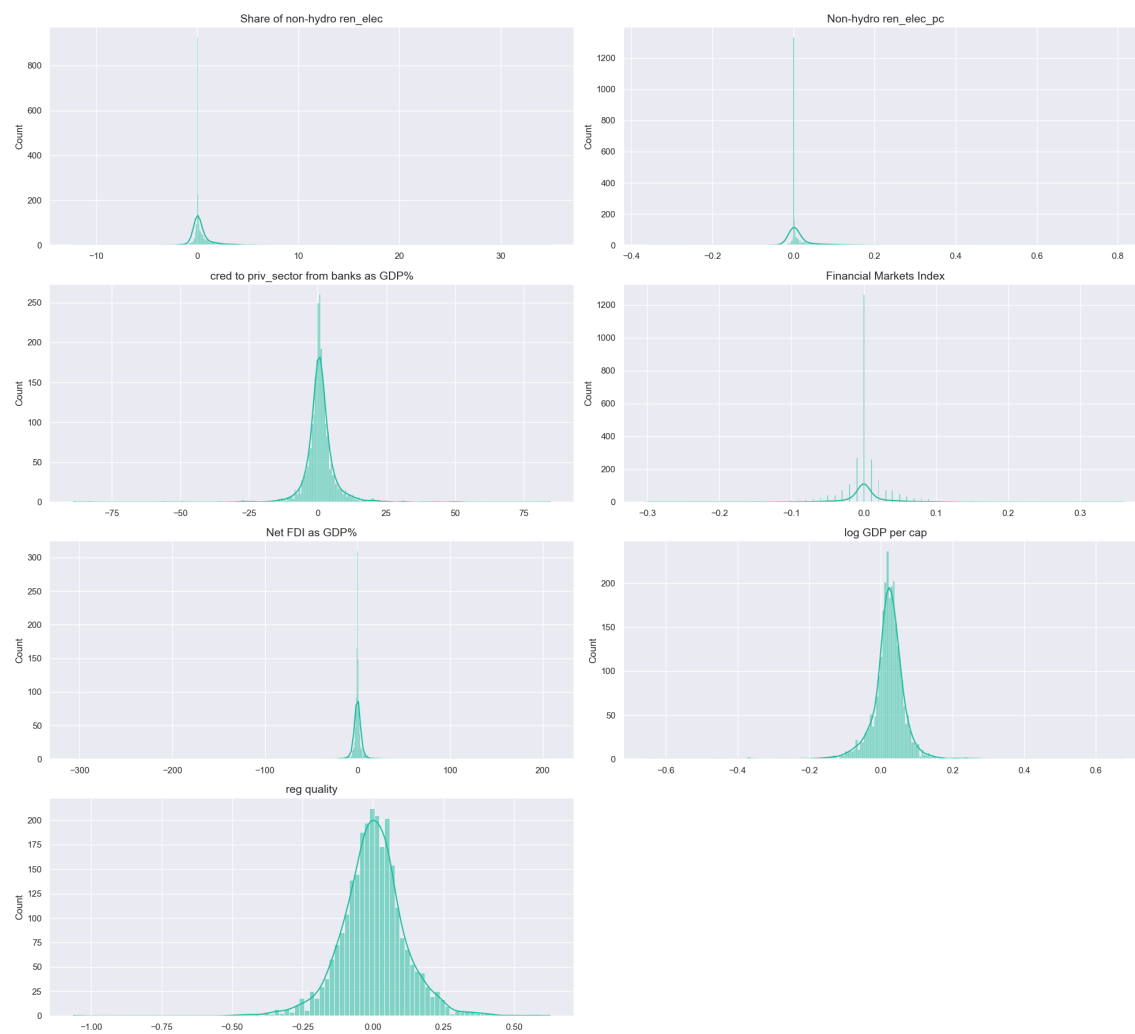 Share of non-hydro ren_elec
Count
0
200
400
600
800
−10 0 10 20 30
Non-hydro ren_elec_pc
Count
0
200
400
600
800
1000
1200
−0.4 −0.2 0.0 0.2 0.4 0.6 0.8
cred to priv_sector from banks as GDP%
Count
0
50
100
150
200
250
−75 −50 −25 0 25 50 75
Financial Markets Index
Count
0
200
400
600
800
1000
1200
−0.3 −0.2 −0.1 0.0 0.1 0.2 0.3
Net FDI as GDP%
Count
0
50
100
150
200
250
300
−300 −200 −100 0 100 200
log GDP per cap
Count
0
50
100
150
200
−0.6 −0.4 −0.2 0.0 0.2 0.4 0.6
reg quality
Count
0
25
50
75
100
125
150
175
200
−1.00 −0.75 −0.50 −0.25 0.00 0.25 0.50